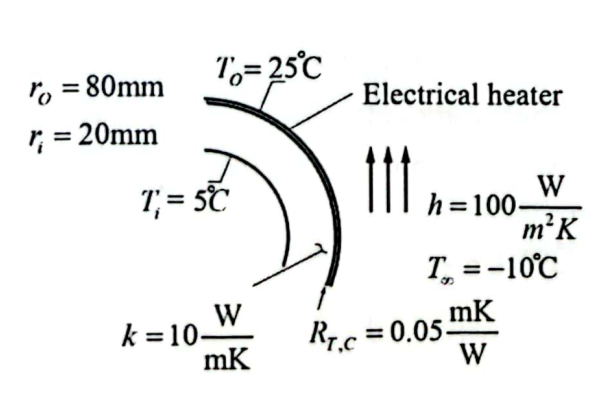 T_o = 25°C
r_o = 80mm
Electrical heater
r_i = 20mm
T_i = 5°C
h = 100 W/m²K
T_∞ = -10°C
k = 10 W/mK
R_T,C = 0.05 mK/W